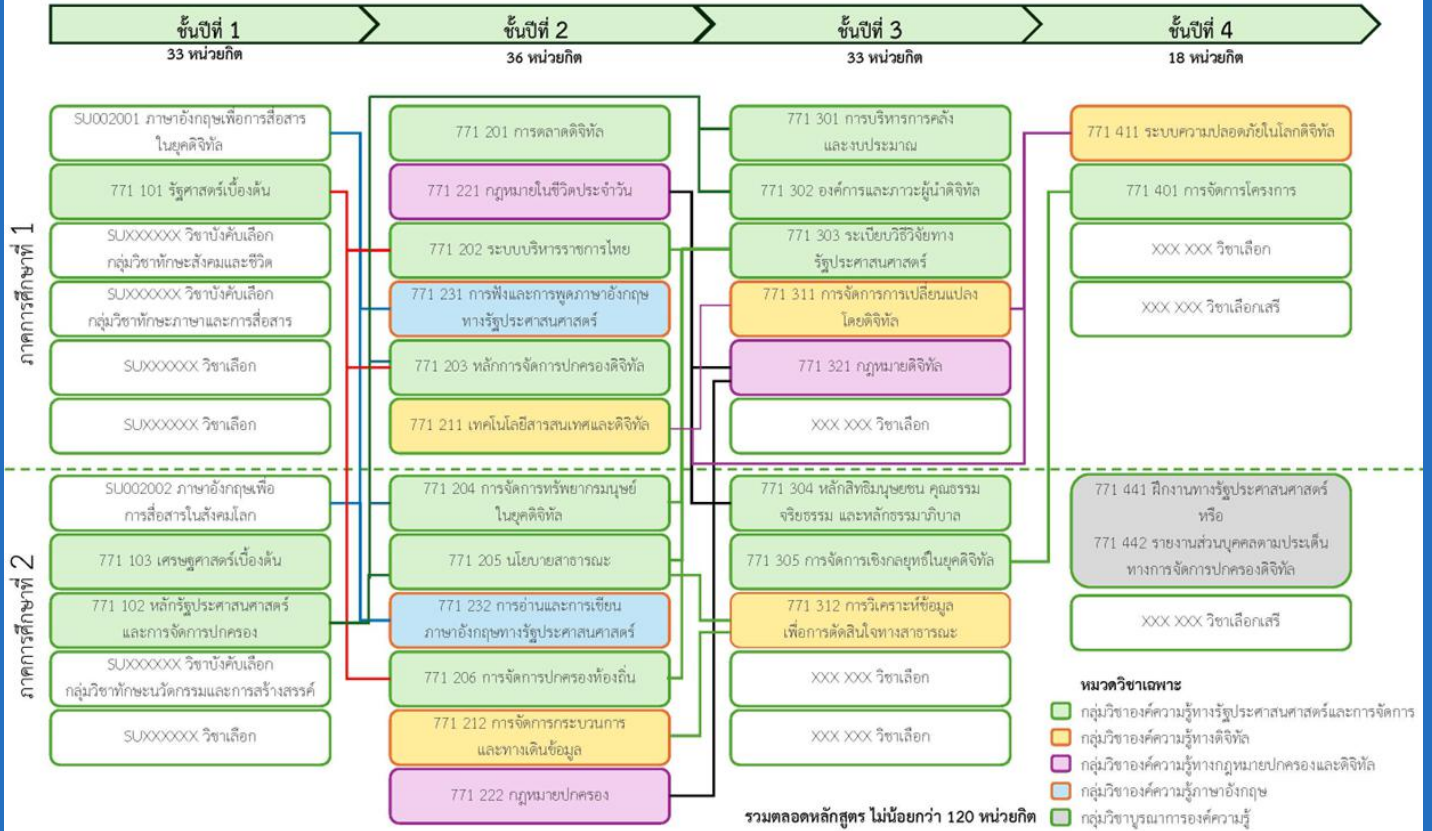 ชั้นปีที่ 1
33 หน่วยกิต
ชั้นปีที่ 2
36 หน่วยกิต
ชั้นปีที่ 3
33 หน่วยกิต
ชั้นปีที่ 4
18 หน่วยกิต
ภาคการศึกษาที่ 1
SU002001 ภาษาอังกฤษเพื่อการสื่อสาร
ในยุคดิจิทัล
771 101 รัฐศาสตร์เบื้องต้น
SUXXXXXX วิชาบังคับเลือก
กลุ่มวิชาทักษะสังคมและชีวิต
SUXXXXXX วิชาบังคับเลือก
กลุ่มวิชาทักษะภาษาและการสื่อสาร
SUXXXXXX วิชาเลือก
SUXXXXXX วิชาเลือก
771 201 การตลาดดิจิทัล
771 221 กฎหมายในชีวิตประจำวัน
771 202 ระบบบริหารราชการไทย
771 231 การฟังและการพูดภาษาอังกฤษ
ทางรัฐประศาสนศาสตร์
771 203 หลักการจัดการปกครองดิจิทัล
771 211 เทคโนโลยีสารสนเทศและดิจิทัล
771 301 การบริหารการคลัง
และงบประมาณ
771 302 องค์การและภาวะผู้นำดิจิทัล
771 303 ระเบียบวิธีวิจัยทาง
รัฐประศาสนศาสตร์
771 311 การจัดการการเปลี่ยนแปลง
โดยดิจิทัล
771 321 กฎหมายดิจิทัล
XXX XXX วิชาเลือก
771 411 ระบบความปลอดภัยในโลกดิจิทัล
771 401 การจัดการโครงการ
XXX XXX วิชาเลือก
XXX XXX วิชาเลือกเสรี
ภาคการศึกษาที่ 2
SU002002 ภาษาอังกฤษเพื่อ
การสื่อสารในสังคมโลก
771 103 เศรษฐศาสตร์เบื้องต้น
771 102 หลักรัฐประศาสนศาสตร์
และการจัดการปกครอง
SUXXXXXX วิชาบังคับเลือก
กลุ่มวิชาทักษะนวัตกรรมและการสร้างสรรค์
SUXXXXXX วิชาเลือก
771 204 การจัดการทรัพยากรมนุษย์
ในยุคดิจิทัล
771 205 นโยบายสาธารณะ
771 232 การอ่านและการเขียน
ภาษาอังกฤษทางรัฐประศาสนศาสตร์
771 206 การจัดการปกครองท้องถิ่น
771 212 การจัดการกระบวนการ
และทางเดินข้อมูล
771 222 กฎหมายปกครอง
771 304 หลักสิทธิมนุษยชน คุณธรรม
จริยธรรม และหลักธรรมาภิบาล
771 305 การจัดการเชิงกลยุทธ์ในยุคดิจิทัล
771 312 การวิเคราะห์ข้อมูล
เพื่อการตัดสินใจทางสาธารณะ
XXX XXX วิชาเลือก
XXX XXX วิชาเลือก
771 441 ฝึกงานทางรัฐประศาสนศาสตร์
หรือ
771 442 รายงานส่วนบุคคลตามประเด็น
ทางการจัดการปกครองดิจิทัล
XXX XXX วิชาเลือกเสรี
หมวดวิชาเฉพาะ
กลุ่มวิชาองค์ความรู้ทางรัฐประศาสนศาสตร์และการจัดการ
กลุ่มวิชาองค์ความรู้ทางดิจิทัล
กลุ่มวิชาองค์ความรู้ทางกฎหมายปกครองและดิจิทัล
กลุ่มวิชาองค์ความรู้ภาษาอังกฤษ
กลุ่มวิชาบูรณาการองค์ความรู้
รวมตลอดหลักสูตร ไม่น้อยกว่า 120 หน่วยกิต